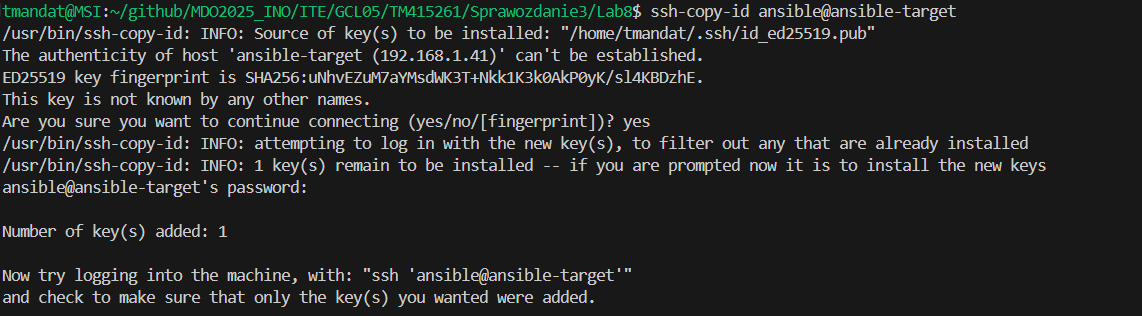 tmandat@MSI:~/github/MDO2025_INO/ITE/GCL05/TM415261/Sprawozdanie3/Lab8$ ssh-copy-id ansible@ansible-target
/usr/bin/ssh-copy-id: INFO: Source of key(s) to be installed: "/home/tmandat/.ssh/id_ed25519.pub"
The authenticity of host 'ansible-target (192.168.1.41)' can't be established.
ED25519 key fingerprint is SHA256:uNhvEZuM7aYMsdWK3T+Nkk1K3k0AkP0yK/sl4KBDzhE.
This key is not known by any other names.
Are you sure you want to continue connecting (yes/no/[fingerprint])? yes
/usr/bin/ssh-copy-id: INFO: attempting to log in with the new key(s), to filter out any that are already installed
/usr/bin/ssh-copy-id: INFO: 1 key(s) remain to be installed -- if you are prompted now it is to install the new keys
ansible@ansible-target's password:
Number of key(s) added: 1
Now try logging into the machine, with: "ssh 'ansible@ansible-target'"
and check to make sure that only the key(s) you wanted were added.